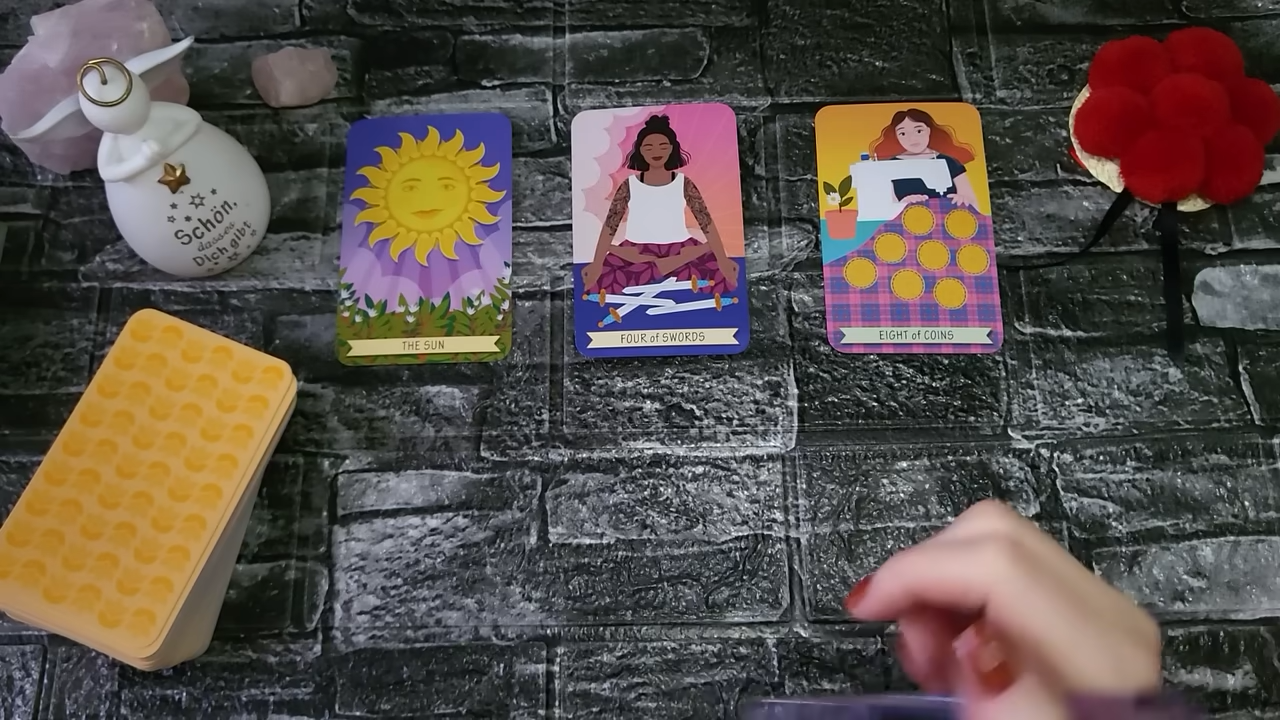 Schön,
dass es
Dich gibt
THE SUN
FOUR of SWORDS
EIGHT of COINS